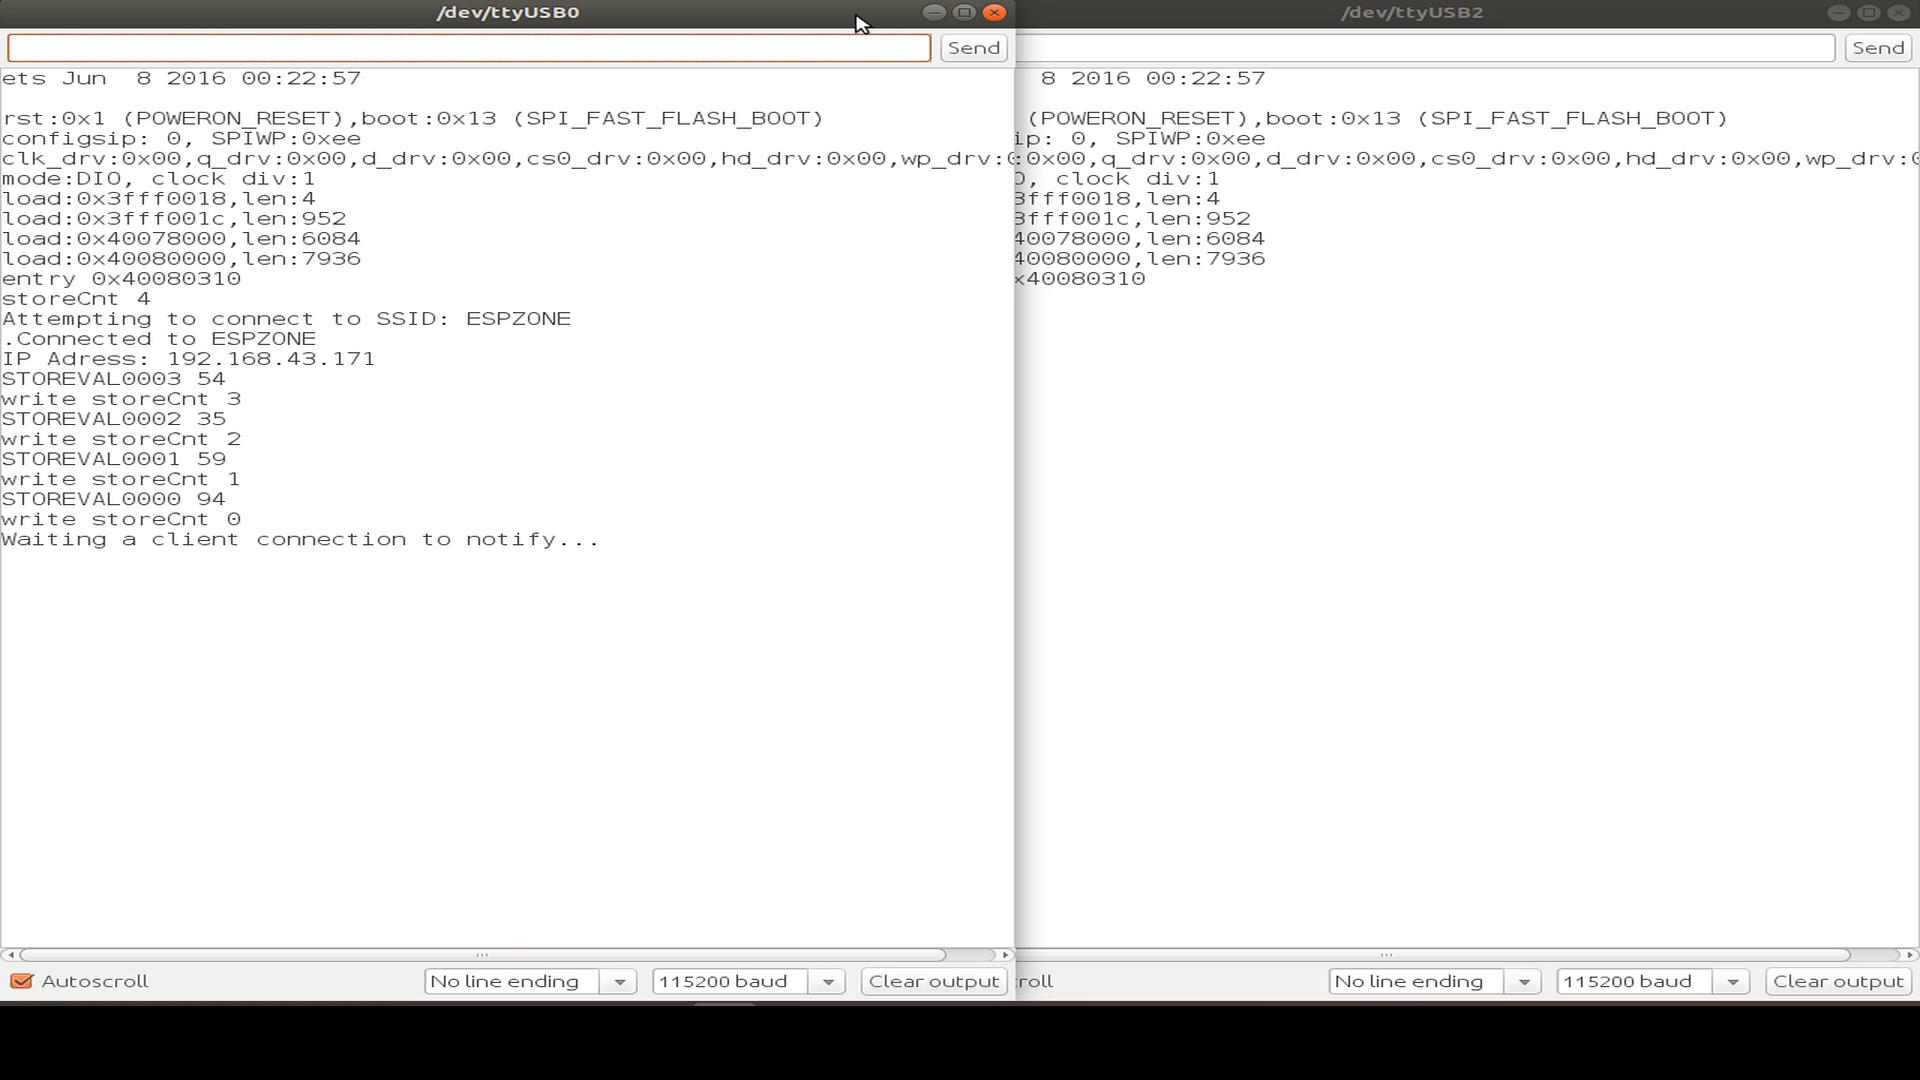 /dev/ttyUSB0
Send
ets Jun  8 2016 00:22:57
rst:0x1 (POWERON_RESET),boot:0x13 (SPI_FAST_FLASH_BOOT)
configsip: 0, SPIWP:0xee
clk_drv:0x00,q_drv:0x00,d_drv:0x00,cs0_drv:0x00,hd_drv:0x00,wp_drv:
mode:DIO, clock div:1
load:0x3fff0018,len:4
load:0x3fff001c,len:952
load:0x40078000,len:6084
load:0x40080000,len:7936
entry 0x40080310
storeCnt 4
Attempting to connect to SSID: ESPZONE
.Connected to ESPZONE
IP Adress: 192.168.43.171
STOREVAL0003 54
write storeCnt 3
STOREVAL0002 35
write storeCnt 2
STOREVAL0001 59
write storeCnt 1
STOREVAL0000 94
write storeCnt 0
Waiting a client connection to notify...
Autoscroll
No line ending
115200 baud
Clear output
/dev/ttyUSB2
Send
8 2016 00:22:57
(POWERON_RESET),boot:0x13 (SPI_FAST_FLASH_BOOT)
ip: 0, SPIWP:0xee
:0x00,q_drv:0x00,d_drv:0x00,cs0_drv:0x00,hd_drv:0x00,wp_drv:0
O, clock div:1
3fff0018,len:4
3fff001c,len:952
40078000,len:6084
40080000,len:7936
x40080310
roll
No line ending
115200 baud
Clear output